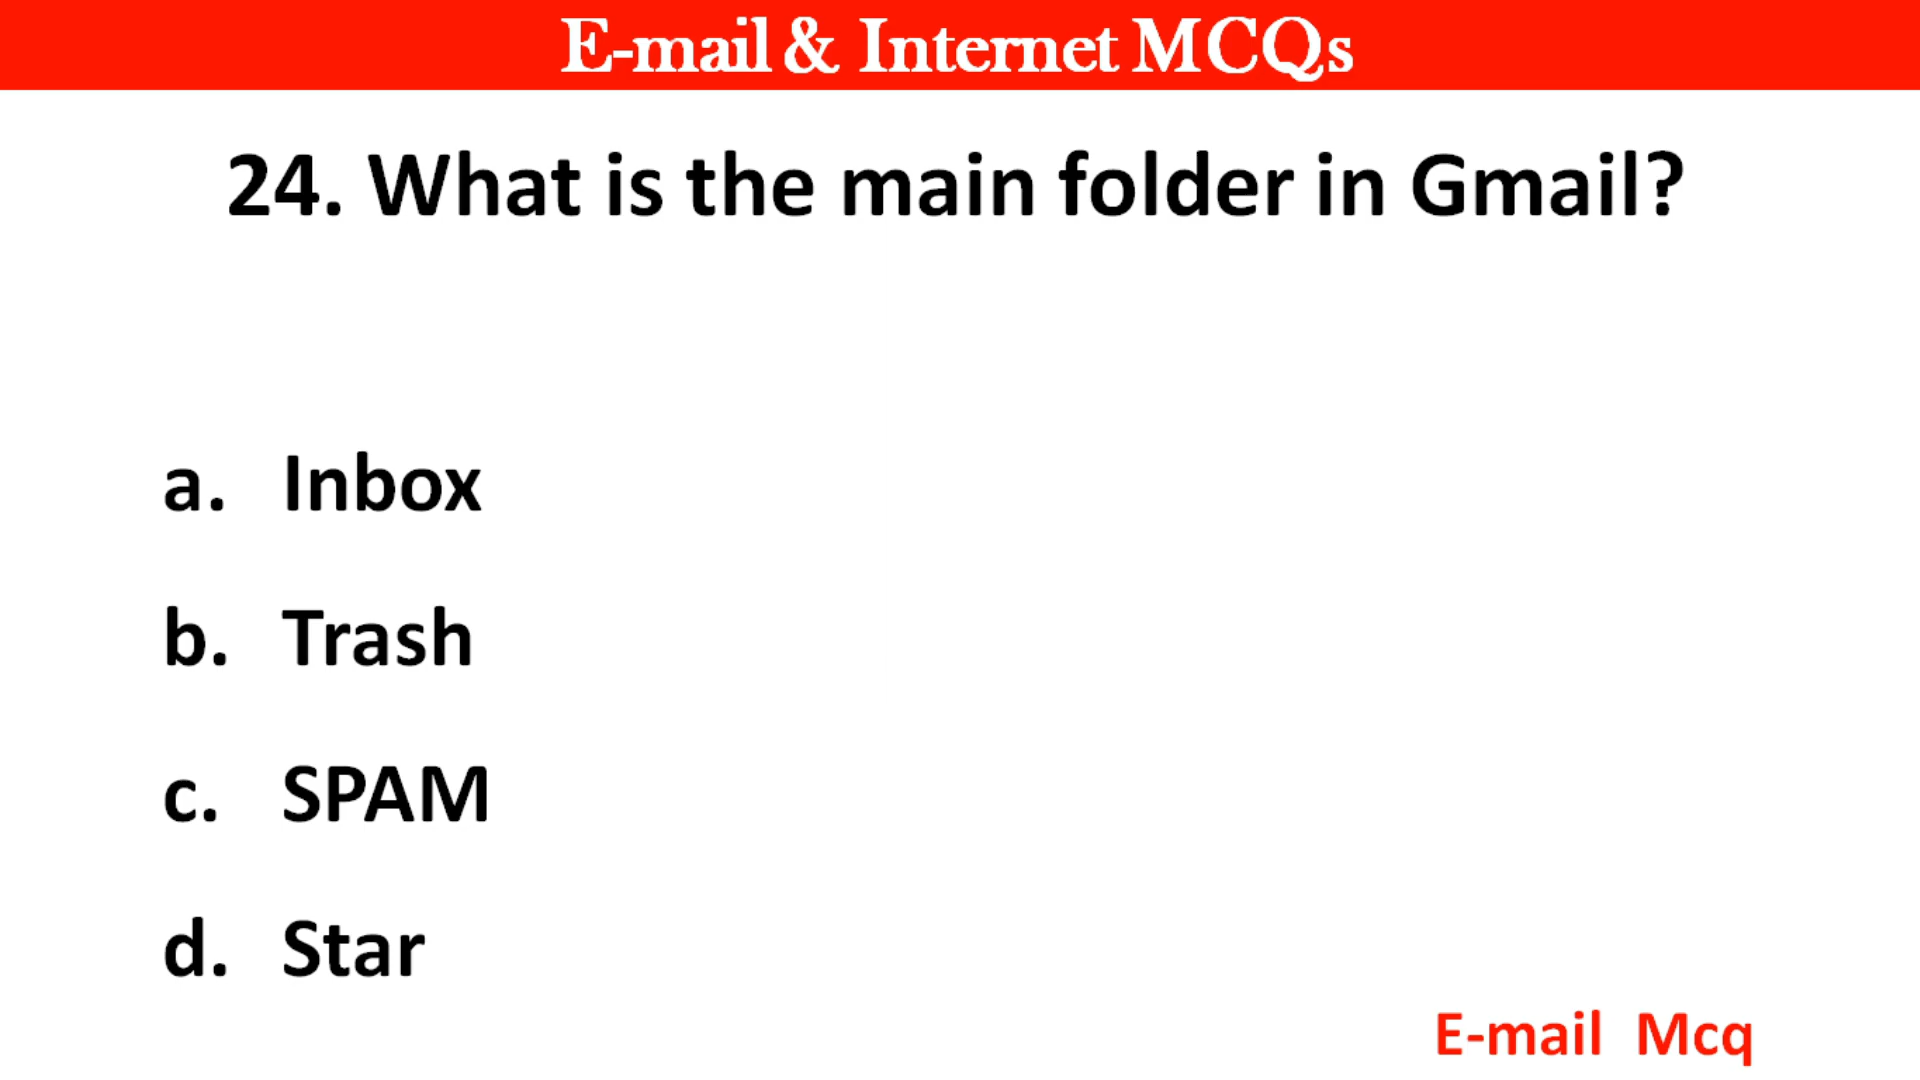 E-mail & Internet MCQs
24. What is the main folder in Gmail?
a. Inbox
b. Trash
c. SPAM
d. Star
E-mail Mcq